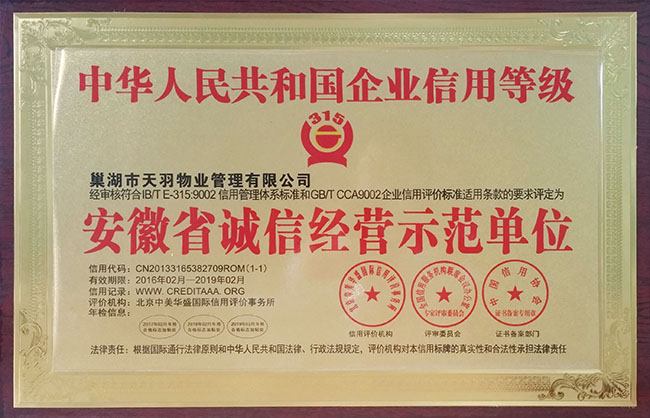 中华人民共和国企业信用等级
315
巢湖市天羽物业管理有限公司
经审核符合IB/T E-315:9002 信用管理体系标准和GB/T CCA9002企业信用评价标准适用条款的要求评定为
安徽省诚信经营示范单位
信用代码：CN20133165382709ROM(1-1)
有效期限：2016年02月—2019年02月
信用记录：WWW. CREDITAAA. ORG
评价机构：北京中美华盛国际信用评价事务所
年检信息：
信用评价机构
评审委员会
证书备案部门
中国信用协会
法律责任：根据国际通行法律原则和中华人民共和国法律、行政法规规定，评价机构对本信用标牌的真实性和合法性承担法律责任